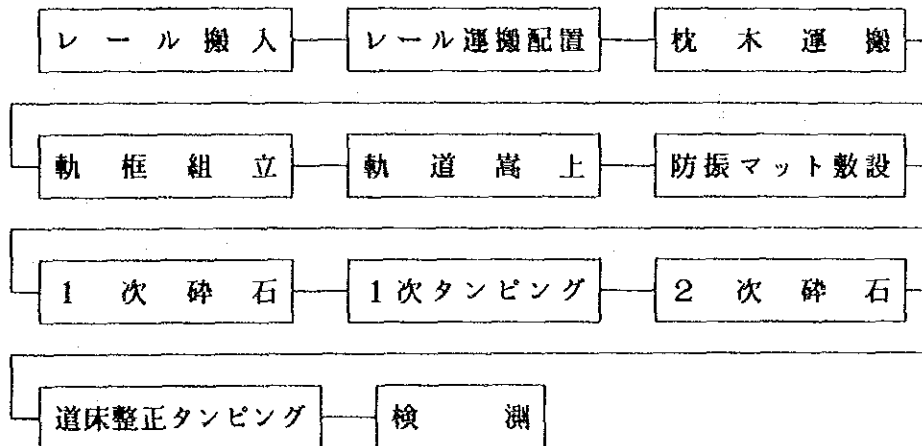 レール搬入 レール運搬配置 枕木運搬
軌框組立 軌道嵩上 防振マット敷設
1次砕石 1次タンピング 2次砕石
道床整正タンピング 検測